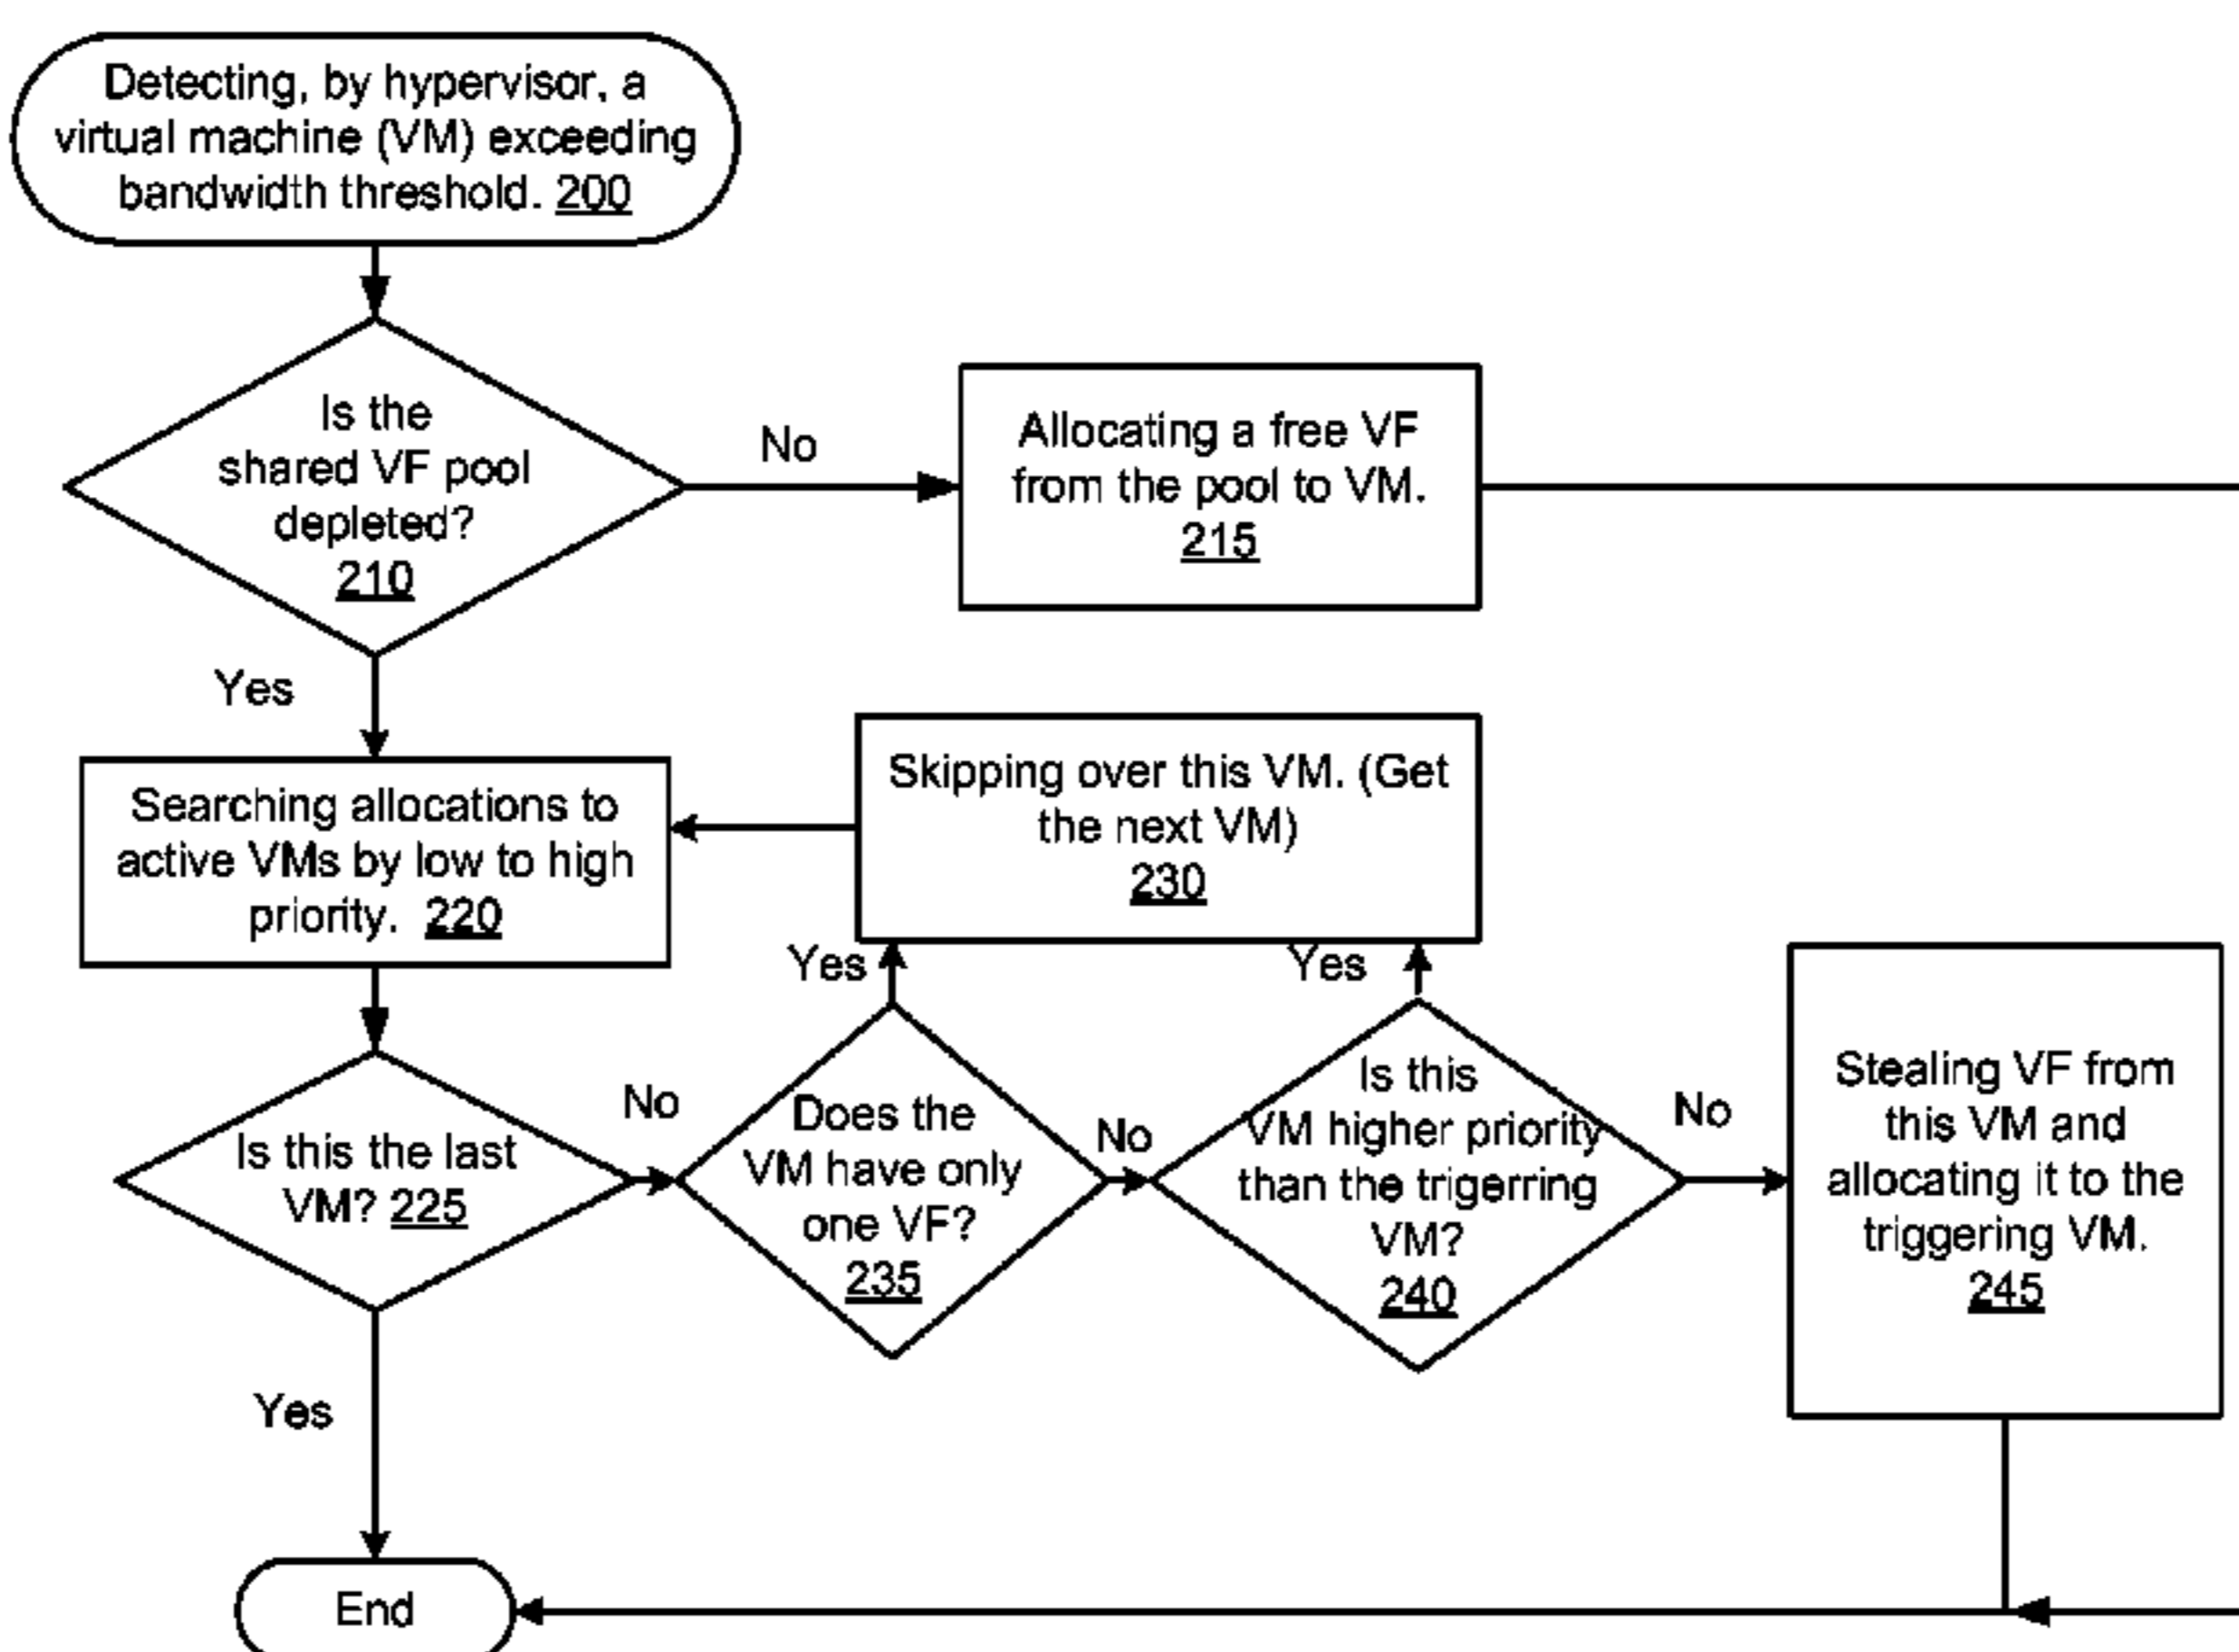 Detecting, by hypervisor, a
virtual machine (VM) exceeding
bandwidth threshold. 200
Is the
shared VF pool
depleted?
210
No
Allocating a free VF
from the pool to VM.
215
Yes
Searching allocations to
active VMs by low to high
priority. 220
Skipping over this VM. (Get
the next VM)
230
Yes
Yes
Is this the last
VM? 225
No
Does the
VM have only
one VF?
235
No
Is this
VM higher priority
than the trigerring
VM?
240
No
Stealing VF from
this VM and
allocating it to the
triggering VM.
245
Yes
End